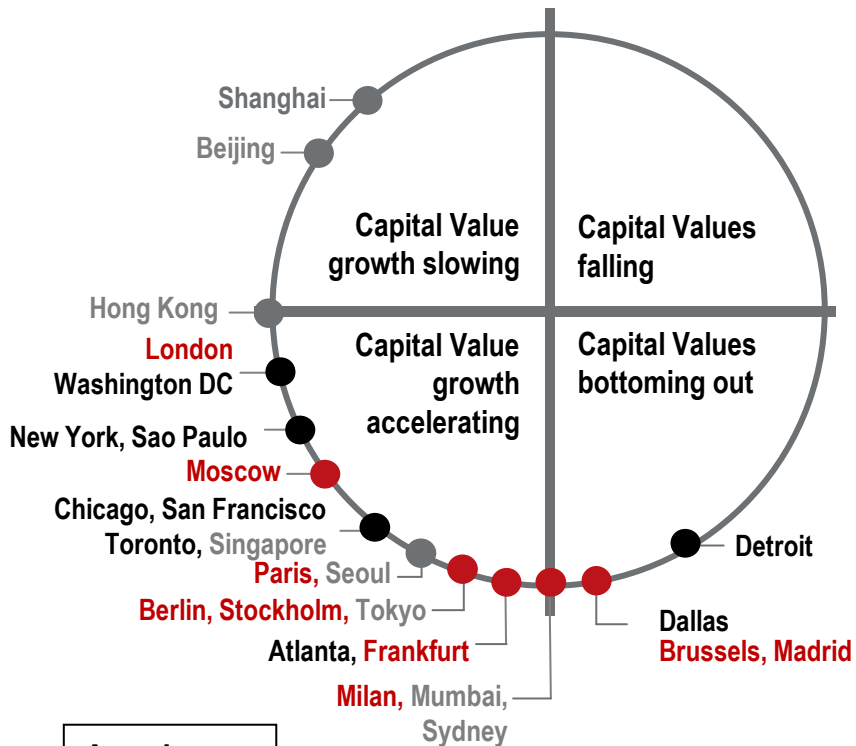 Shanghai
Beijing
Capital Value
growth slowing
Capital Values
falling
Hong Kong
London
Washington DC
Capital Value
growth
accelerating
Capital Values
bottoming out
New York, Sao Paulo
Moscow
Chicago, San Francisco
Toronto, Singapore
Paris, Seoul
Berlin, Stockholm, Tokyo
Atlanta, Frankfurt
Milan, Mumbai,
Sydney
Detroit
Dallas
Brussels, Madrid